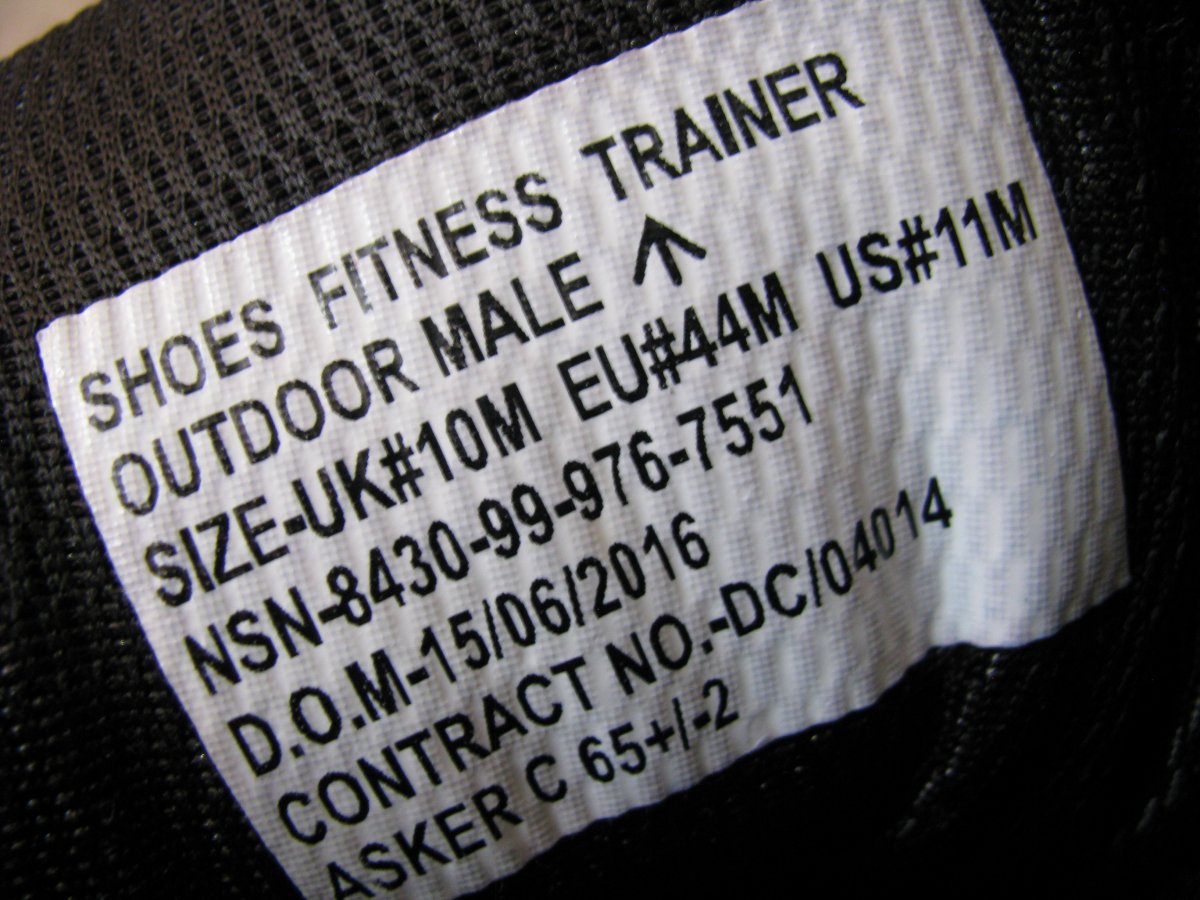 SHOES FITNESS TRAINER
OUTDOOR MALE ↑
SIZE-UK#10M EU#44M US#11M
NSN-8430-99-976-7551
D.O.M-15/06/2016
CONTRACT NO.-DC/04014
ASKER C 65+/-2